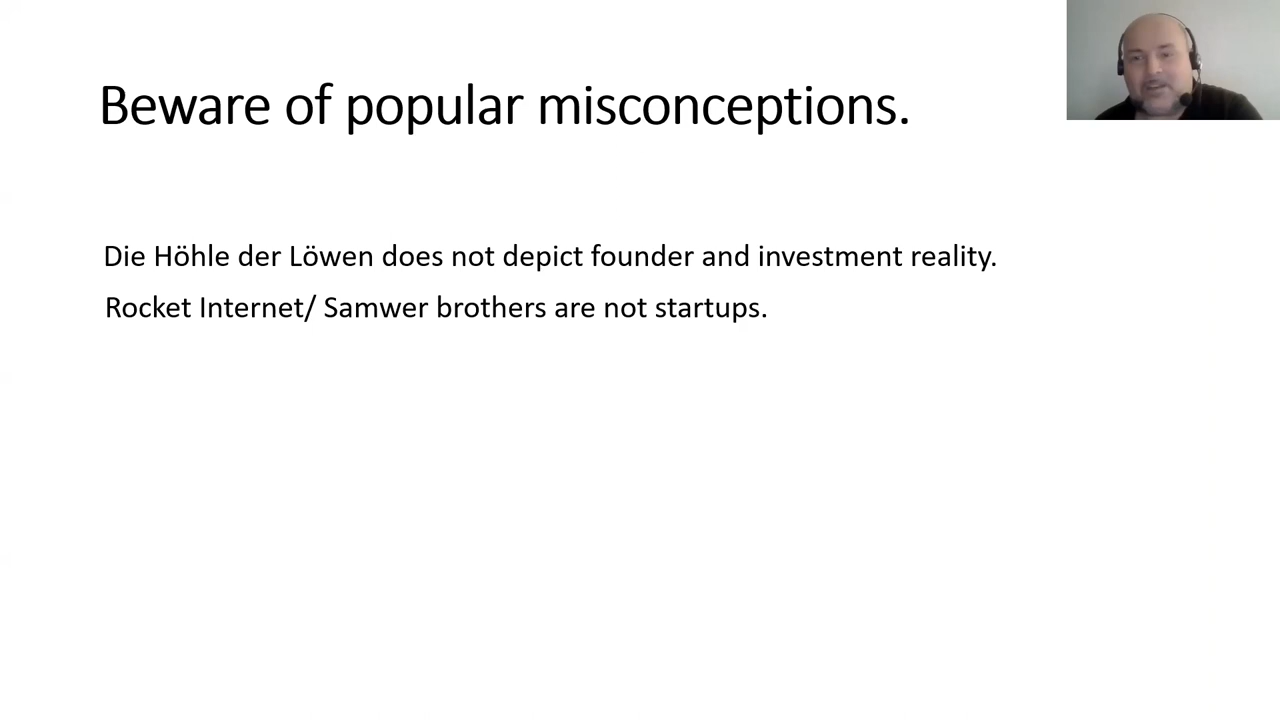 Beware of popular misconceptions.
Die Höhle der Löwen does not depict founder and investment reality.
Rocket Internet/ Samwer brothers are not startups.